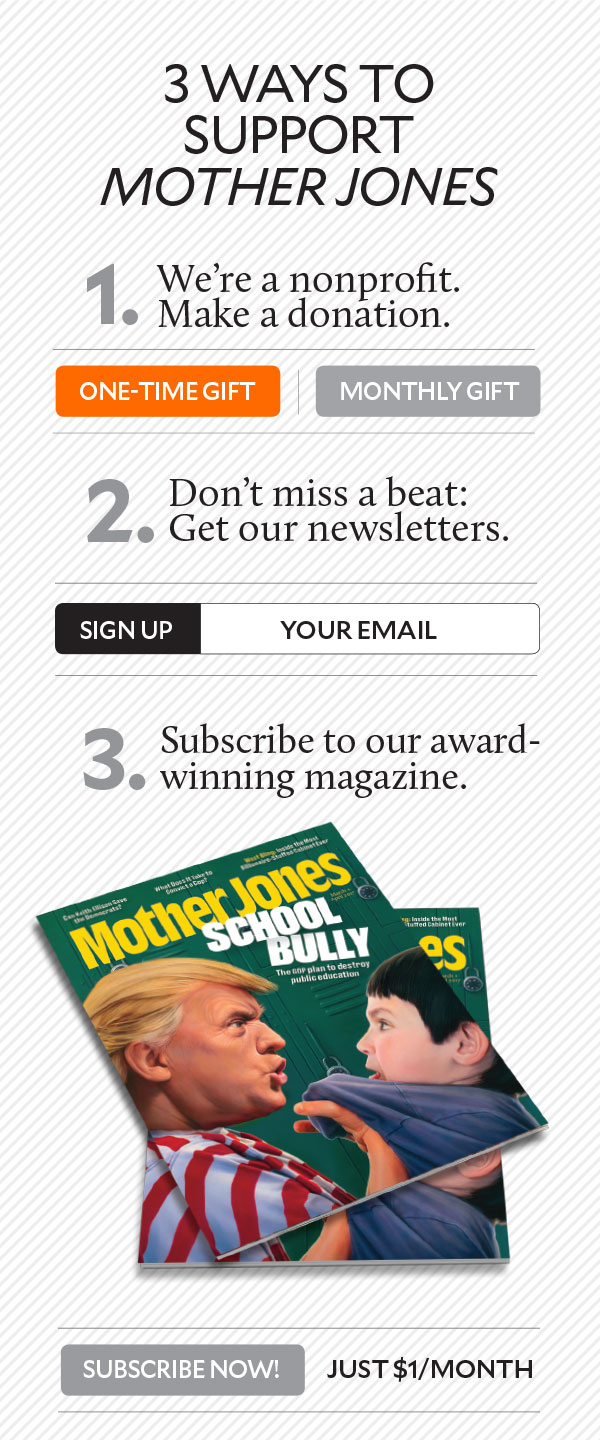 3 WAYS TO
SUPPORT
MOTHER JONES
1. We’re a nonprofit.
Make a donation.
ONE-TIME GIFT
MONTHLY GIFT
2. Don’t miss a beat:
Get our newsletters.
SIGN UP
YOUR EMAIL
3. Subscribe to our award-
winning magazine.
Can Keith Ellison Save
the Democrats?
What Does It Take to
Convict a Cop?
West Bling: Inside the Most
Billionaire-Stuffed Cabinet Ever
Mother Jones
SCHOOL
BULLY
The GOP plan to destroy
public education
Inside the Most
Stuffed Cabinet Ever
es
SUBSCRIBE NOW!
JUST $1/MONTH